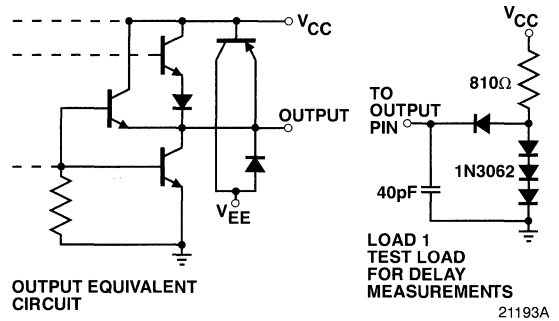 VCC
OUTPUT
VEE
OUTPUT EQUIVALENT
CIRCUIT
VCC
810Ω
TO
OUTPUT
PIN
1N3062
40pF
LOAD 1
TEST LOAD
FOR DELAY
MEASUREMENTS
21193A